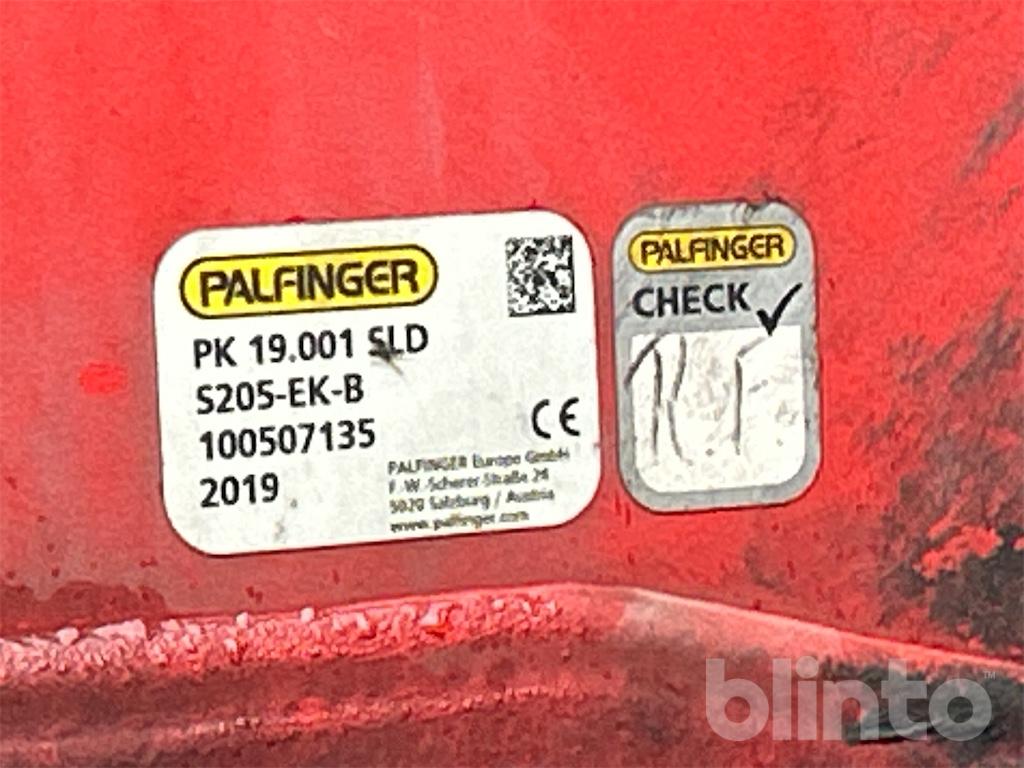 PALFINGER
PK 19.001 SLD
S205-EK-B
100507135
2019
CE
PALFINGER Europe GmbH
F.-W.-Scherer-Straße 24
5020 Salzburg / Austria
www.palfinger.com
PALFINGER
CHECK
blinto™